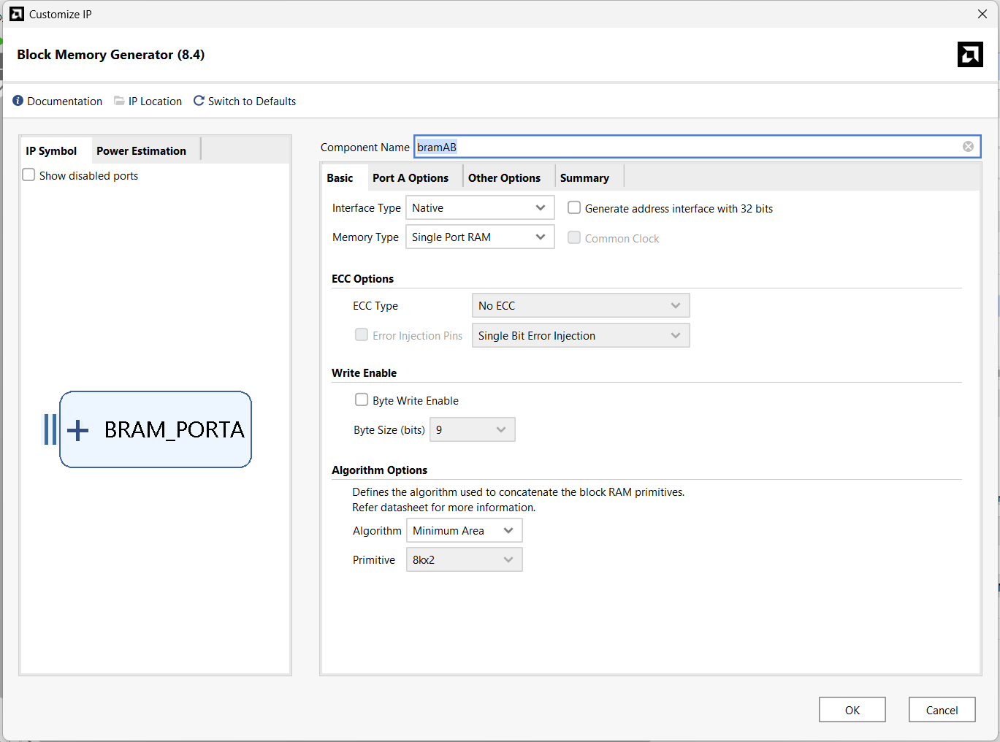 Customize IP
Block Memory Generator (8.4)
Documentation IP Location Switch to Defaults
IP Symbol Power Estimation
Show disabled ports
BRAM_PORTA
Component Name bramAB
Basic Port A Options Other Options Summary
Interface Type Native Generate address interface with 32 bits
Memory Type Single Port RAM Common Clock
ECC Options
ECC Type No ECC
Error Injection Pins Single Bit Error Injection
Write Enable
Byte Write Enable
Byte Size (bits) 9
Algorithm Options
Defines the algorithm used to concatenate the block RAM primitives.
Refer datasheet for more information.
Algorithm Minimum Area
Primitive 8kx2
OK Cancel